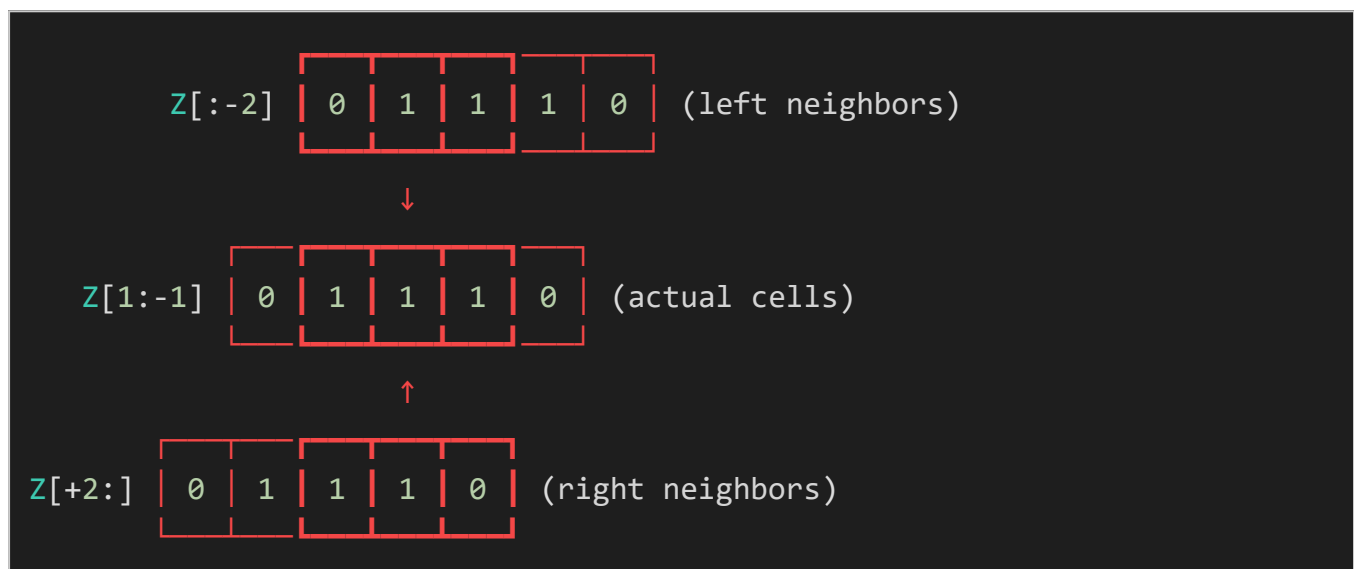 Z[:-2] 0 1 1 1 0 (left neighbors)
↓
Z[1:-1] 0 1 1 1 0 (actual cells)
↑
Z[+2:] 0 1 1 1 0 (right neighbors)